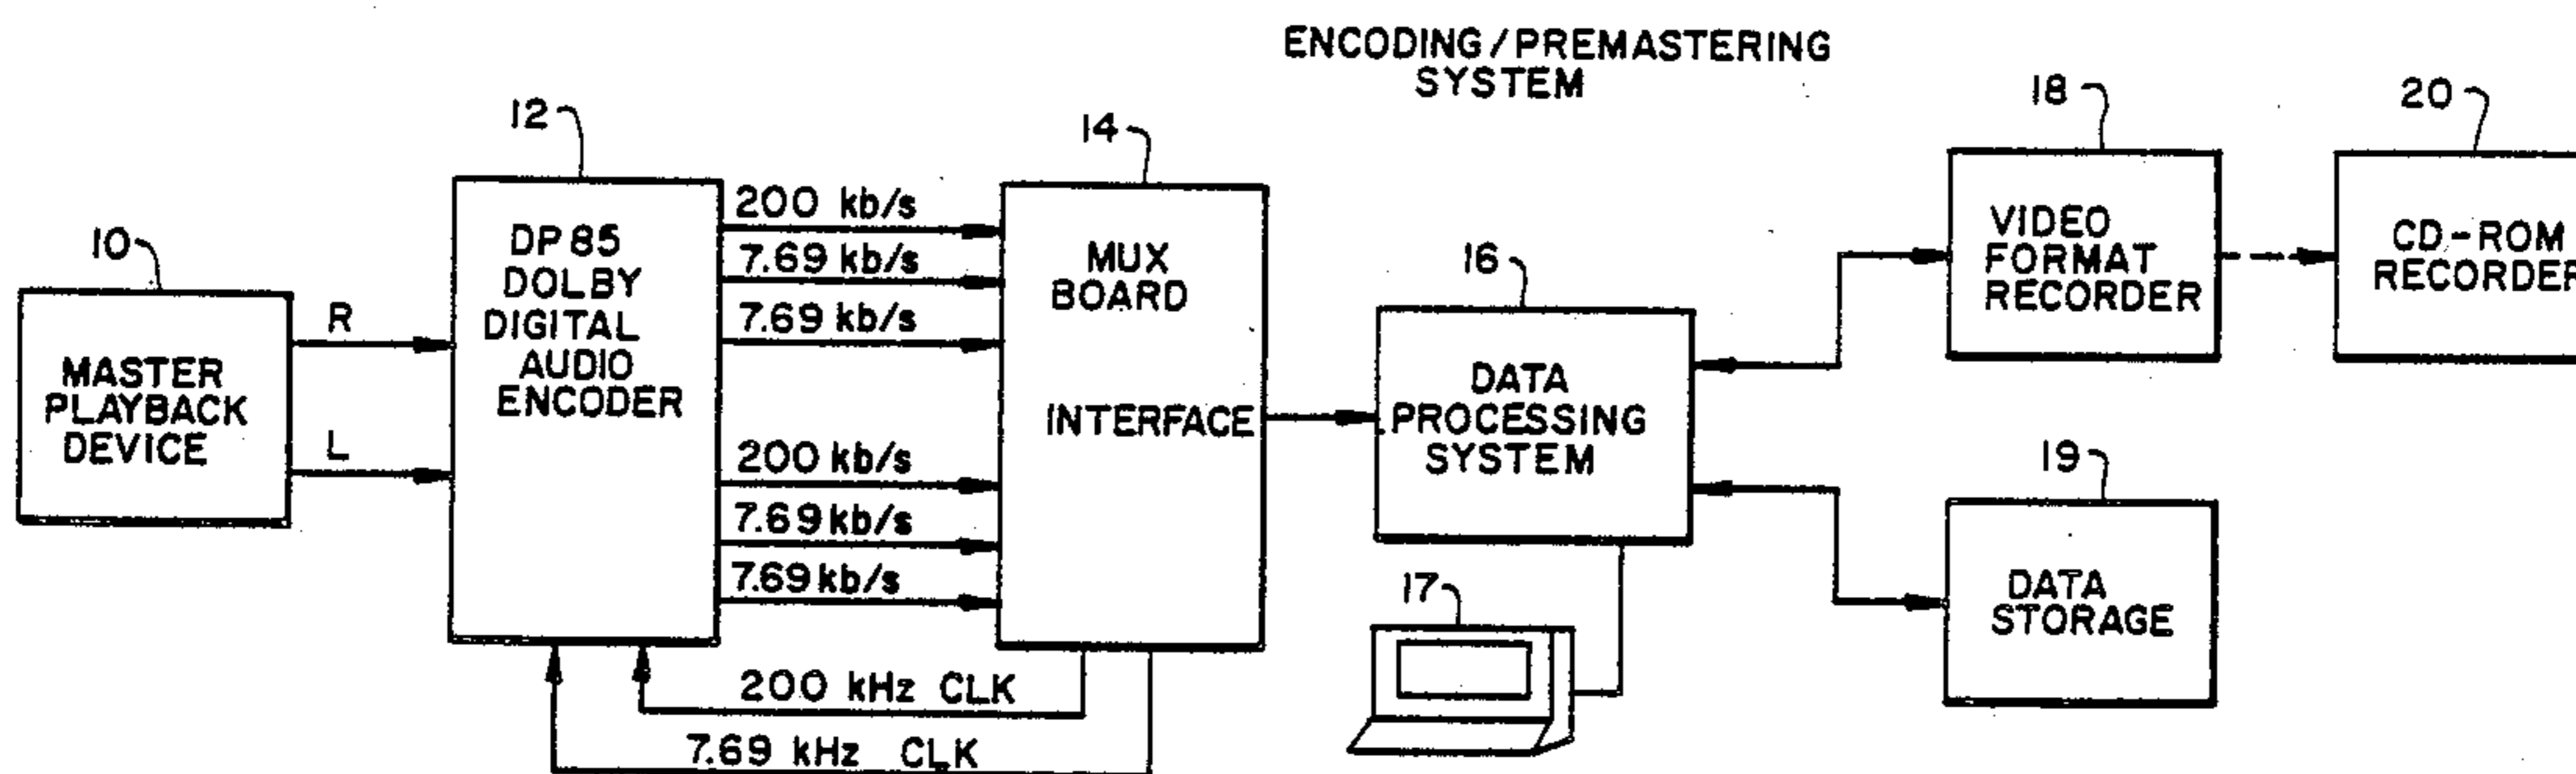 ENCODING/PREMASTERING
SYSTEM
10
MASTER
PLAYBACK
DEVICE
R
L
12
DP85
DOLBY
DIGITAL
AUDIO
ENCODER
200 kb/s
7.69 kb/s
7.69 kb/s
200 kb/s
7.69 kb/s
7.69 kb/s
14
MUX
BOARD
INTERFACE
200 kHz CLK
7.69 kHz CLK
16
DATA
PROCESSING
SYSTEM
17
18
VIDEO
FORMAT
RECORDER
19
DATA
STORAGE
20
CD-ROM
RECORDER